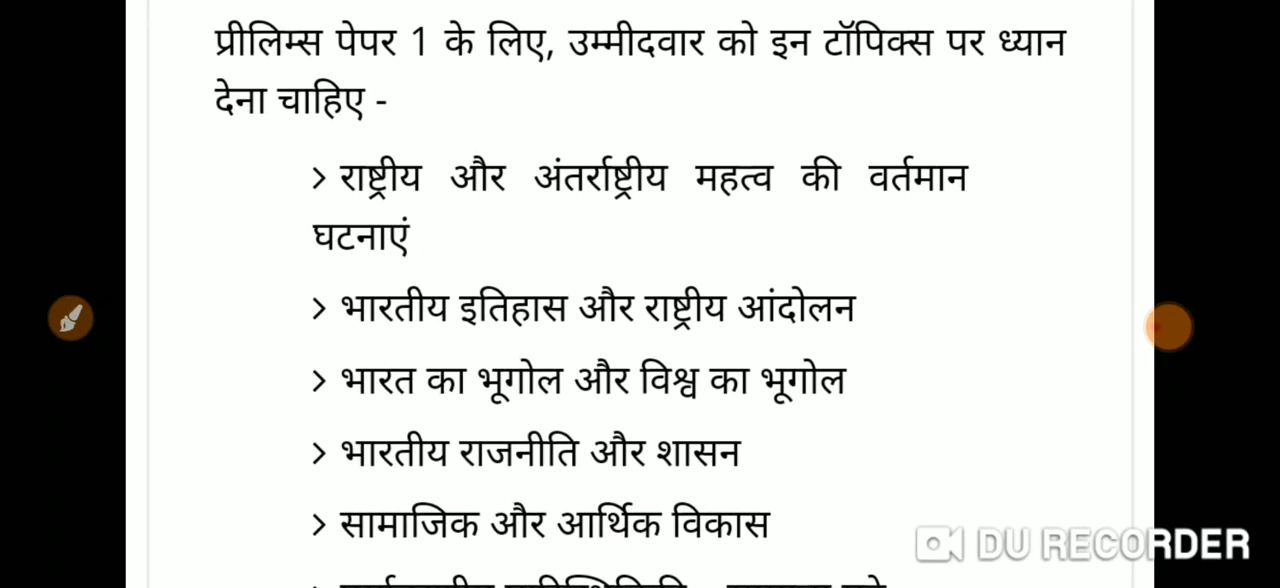 प्रीलिम्स पेपर 1 के लिए, उम्मीदवार को इन टॉपिक्स पर ध्यान
देना चाहिए -
> राष्ट्रीय और अंतर्राष्ट्रीय महत्व की वर्तमान
घटनाएं
> भारतीय इतिहास और राष्ट्रीय आंदोलन
> भारत का भूगोल और विश्व का भूगोल
> भारतीय राजनीति और शासन
> सामाजिक और आर्थिक विकास
DU RECORDER